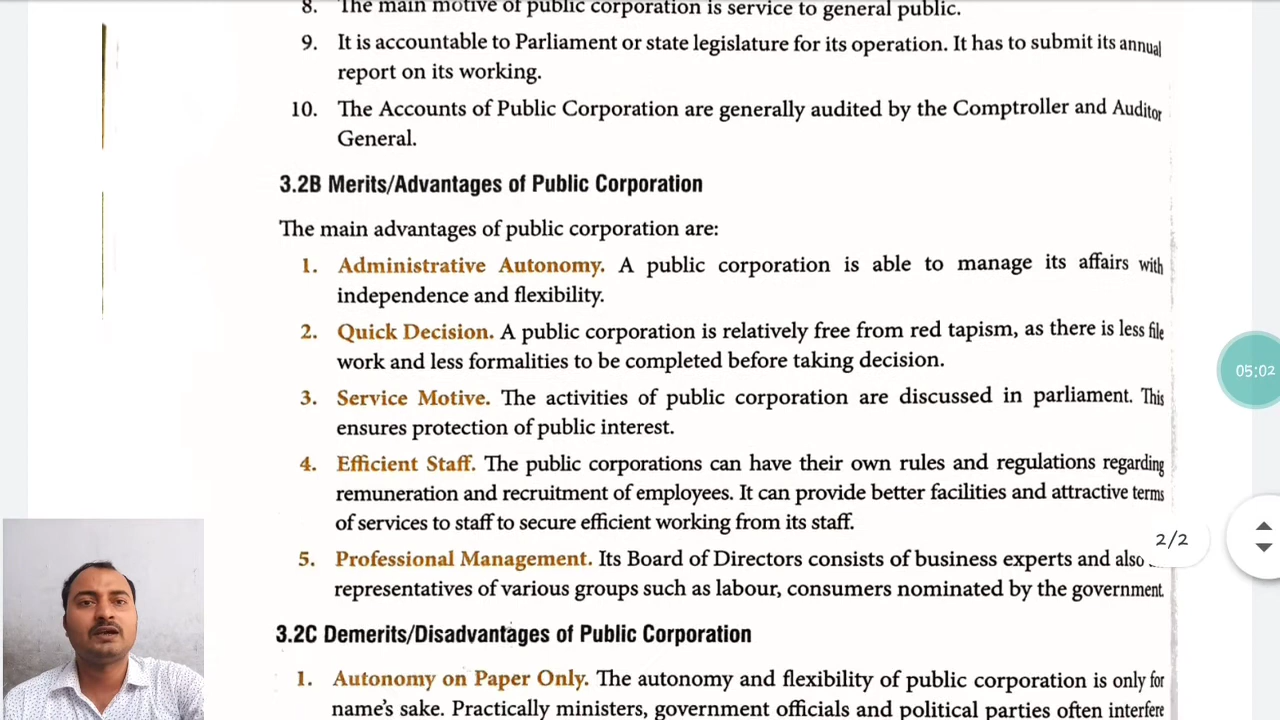 8. The main motive of public corporation is service to general public.
9. It is accountable to Parliament or state legislature for its operation. It has to submit its annual
report on its working.
10. The Accounts of Public Corporation are generally audited by the Comptroller and Auditor
General.
3.2B Merits/Advantages of Public Corporation
The main advantages of public corporation are:
1. Administrative Autonomy. A public corporation is able to manage its affairs with
independence and flexibility.
2. Quick Decision. A public corporation is relatively free from red tapism, as there is less file
work and less formalities to be completed before taking decision.
3. Service Motive. The activities of public corporation are discussed in parliament. This
ensures protection of public interest.
4. Efficient Staff. The public corporations can have their own rules and regulations regarding
remuneration and recruitment of employees. It can provide better facilities and attractive terms
of services to staff to secure efficient working from its staff.
5. Professional Management. Its Board of Directors consists of business experts and also
representatives of various groups such as labour, consumers nominated by the government
3.2C Demerits/Disadvantages of Public Corporation
1. Autonomy on Paper Only. The autonomy and flexibility of public corporation is only for
name's sake. Practically ministers, government officials and political parties often interfere
05:02
2/2